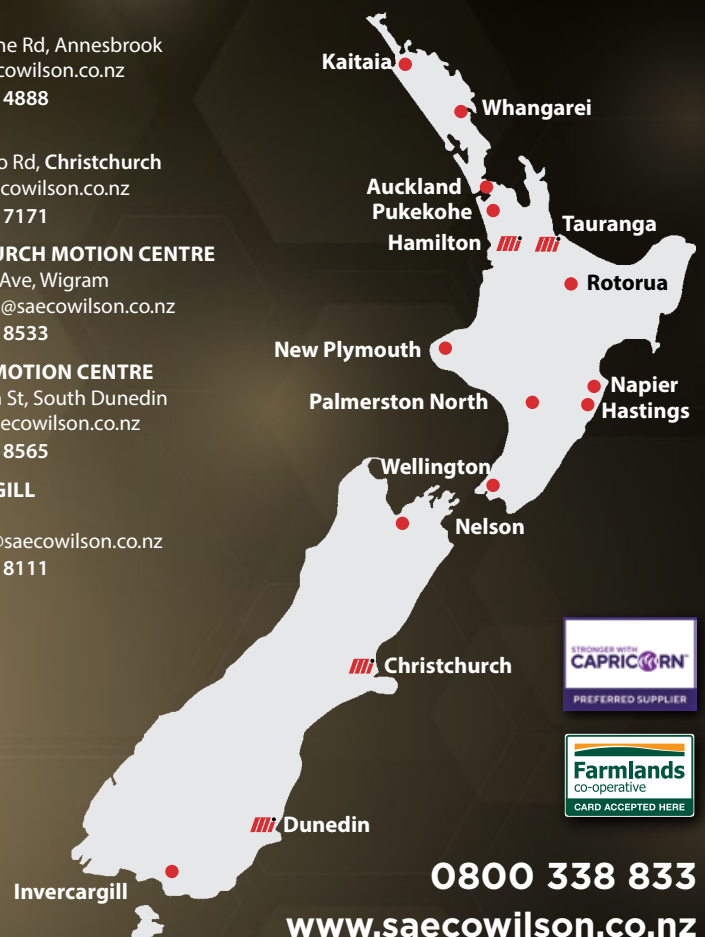 ne Rd, Annesbrook
cowilson.co.nz
4888
o Rd, Christchurch
cowilson.co.nz
7171
URCH MOTION CENTRE
Ave, Wigram
@saecowilson.co.nz
8533
MOTION CENTRE
n St, South Dunedin
aecowilson.co.nz
8565
GILL
@saecowilson.co.nz
8111
Kaitaia
Whangarei
Auckland
Pukekohe
Hamilton
Tauranga
Rotorua
New Plymouth
Napier
Palmerston North
Hastings
Wellington
Nelson
Christchurch
Dunedin
Invercargill
STRONGER WITH
CAPRICORN™
PREFERRED SUPPLIER
Farmlands
co-operative
CARD ACCEPTED HERE
0800 338 833
www.saecowilson.co.nz